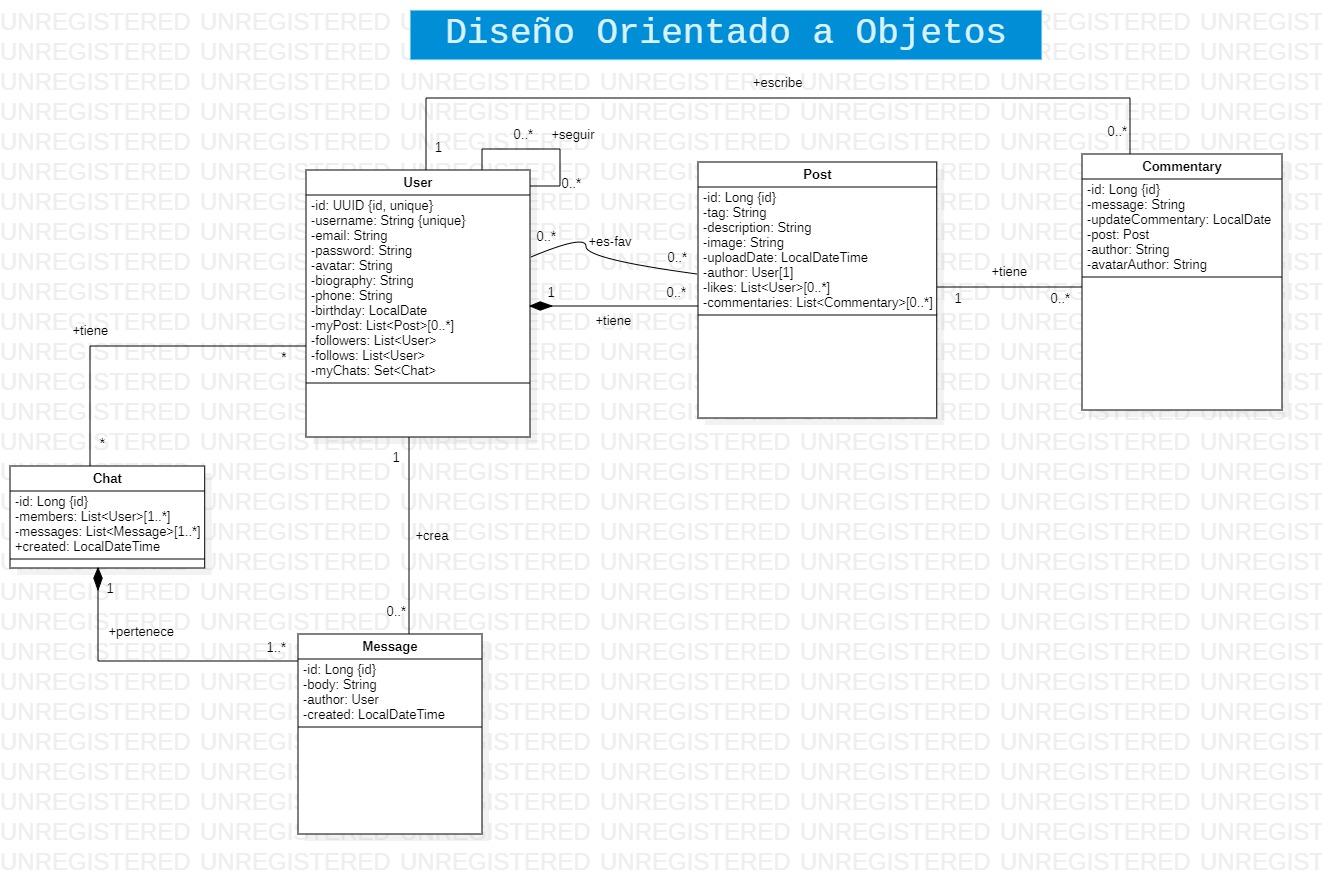 Diseño Orientado a Objetos
+escribe
1
0..*
0..*
+seguir
0..*
User
-id: UUID {id, unique}
-username: String {unique}
-email: String
-password: String
-avatar: String
-biography: String
-phone: String
-birthday: LocalDate
-myPost: List<Post>[0..*]
-followers: List<User>
-follows: List<User>
-myChats: Set<Chat>
0..*
+es-fav
0..*
1
0..*
+tiene
Post
-id: Long {id}
-tag: String
-description: String
-image: String
-uploadDate: LocalDateTime
-author: User[1]
-likes: List<User>[0..*]
-commentaries: List<Commentary>[0..*]
+tiene
1
0..*
Commentary
-id: Long {id}
-message: String
-updateCommentary: LocalDate
-post: Post
-author: String
-avatarAuthor: String
+tiene
*
*
Chat
-id: Long {id}
-members: List<User>[1..*]
-messages: List<Message>[1..*]
+created: LocalDateTime
1
+pertenece
1..*
1
+crea
0..*
Message
-id: Long {id}
-body: String
-author: User
-created: LocalDateTime
UNREGISTERED